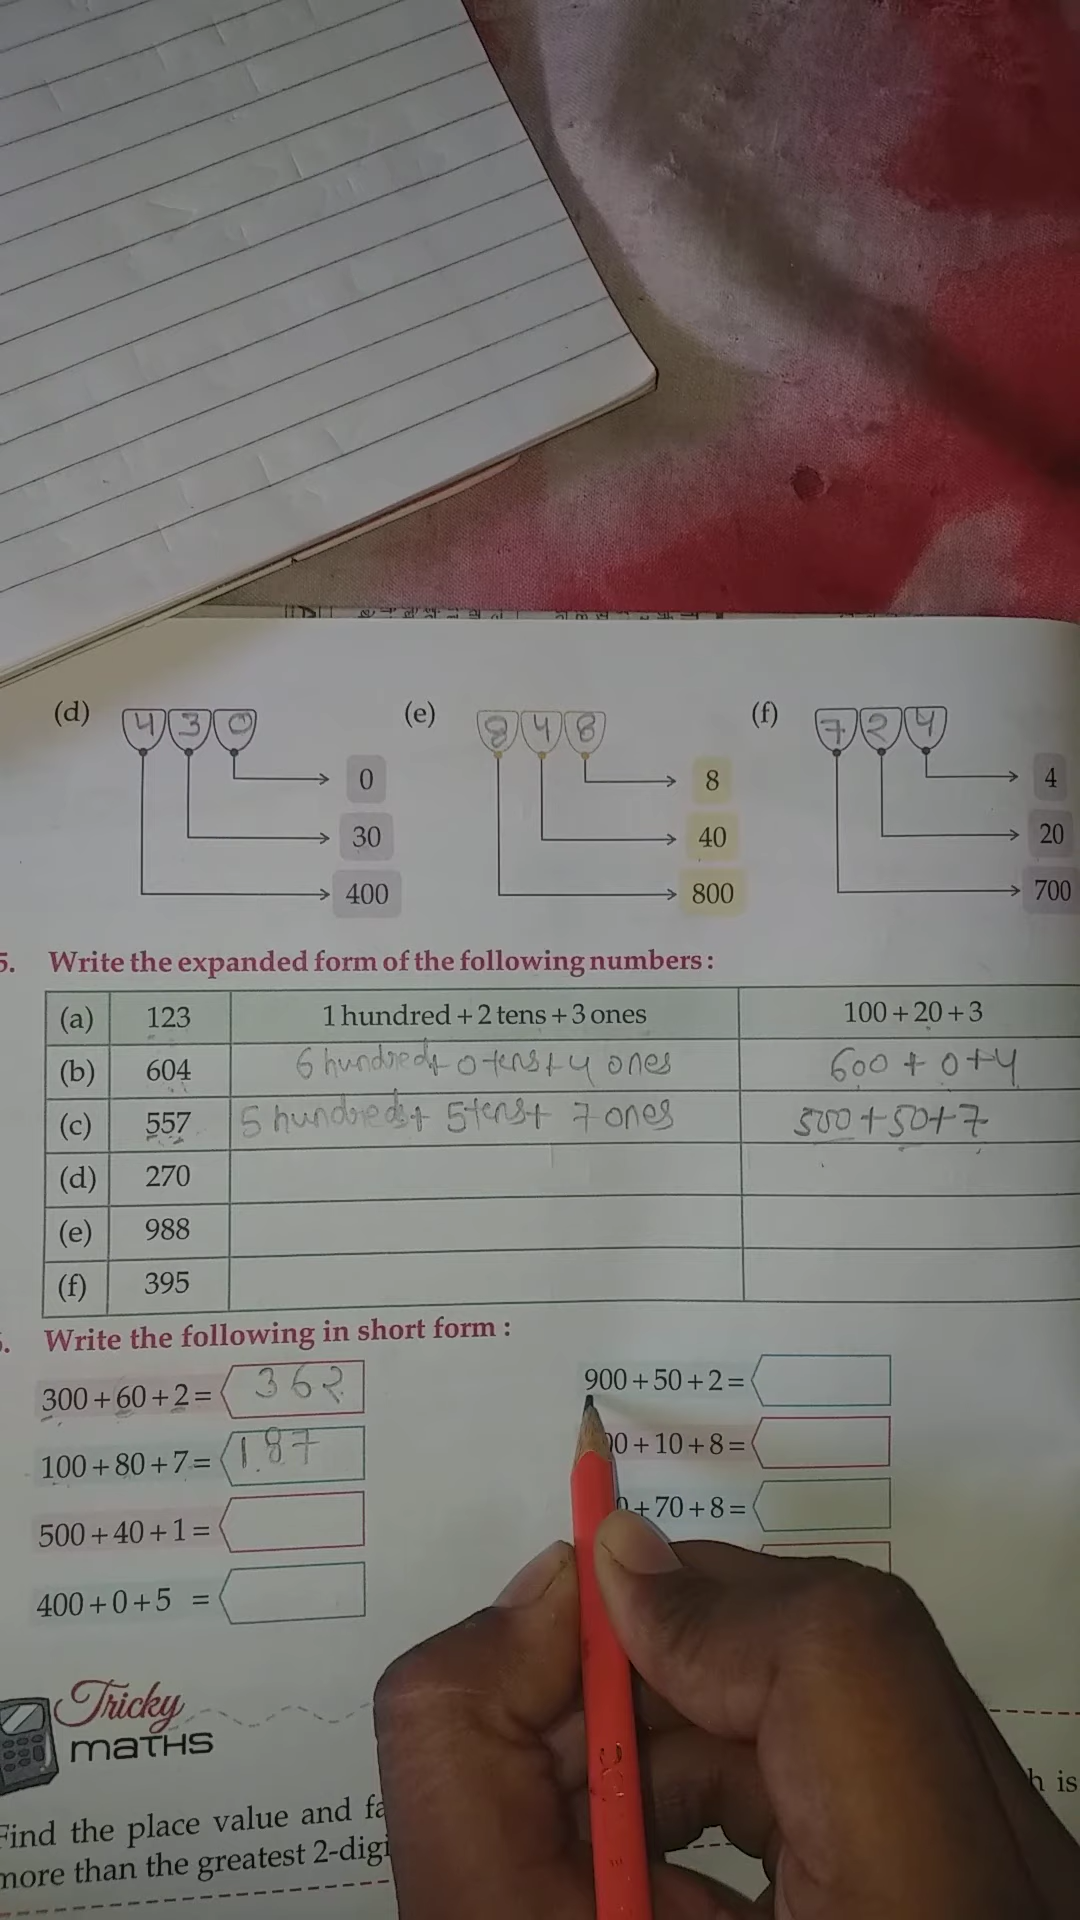 (d) 4 3 0 (e) 8 4 8 (f) 7 2 4
0 8 4
30 40 20
400 800 700
5. Write the expanded form of the following numbers :
(a) 123 1 hundred + 2 tens + 3 ones 100 + 20 + 3
(b) 604 6 hundred+ 0 tens+ 4 ones 600 + 0+4
(c) 557 5 hundreds+ 5 tens+ 7 ones 500+50+7
(d) 270
(e) 988
(f) 395
Write the following in short form :
300 + 60 + 2 = 362 900 + 50 + 2 =
100 + 80 + 7 = 187 00 + 10 + 8 =
500 + 40 + 1 = 0 + 70 + 8 =
400 + 0 + 5 =
Tricky
MATHS
h is
Find the place value and
more than the greatest 2-digi